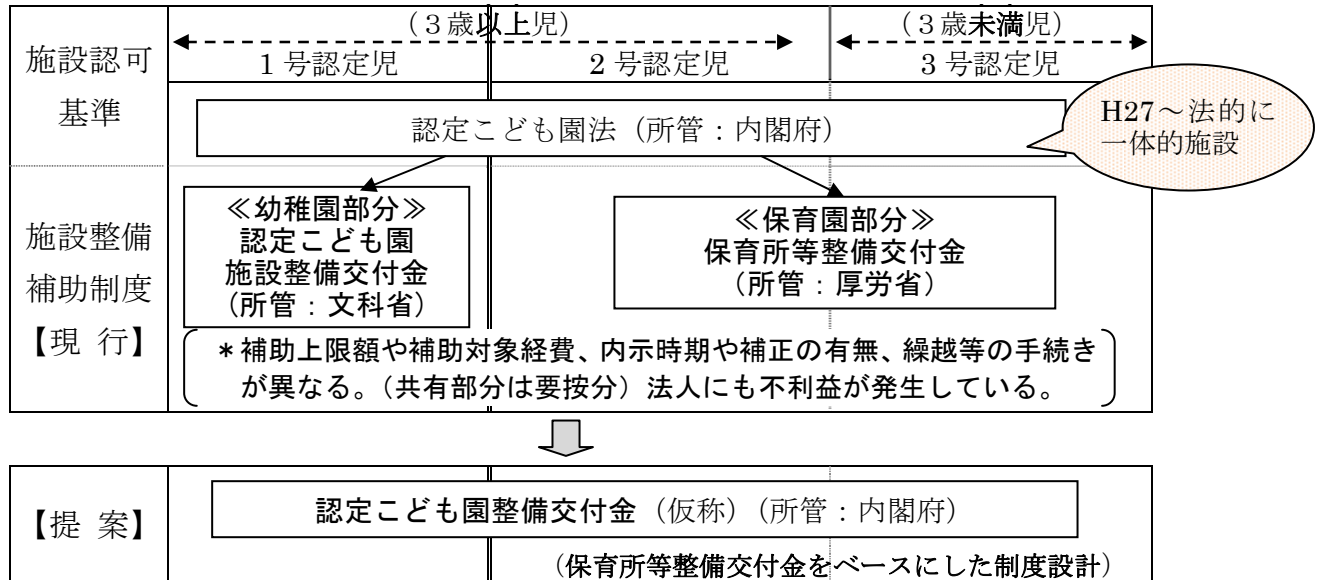 施設認可
基準
（３歳以上児）
（３歳未満児）
1 号認定児
2 号認定児
3 号認定児
認定こども園法（所管：内閣府）
H27～法的に
一体的施設
施設整備
補助制度
【現 行】
≪幼稚園部分≫
認定こども園
施設整備交付金
（所管：文科省）
≪保育園部分≫
保育所等整備交付金
（所管：厚労省）
＊補助上限額や補助対象経費、内示時期や補正の有無、繰越等の手続き
が異なる。（共有部分は要按分）法人にも不利益が発生している。
【提 案】
認定こども園整備交付金（仮称）（所管：内閣府）
（保育所等整備交付金をベースにした制度設計）